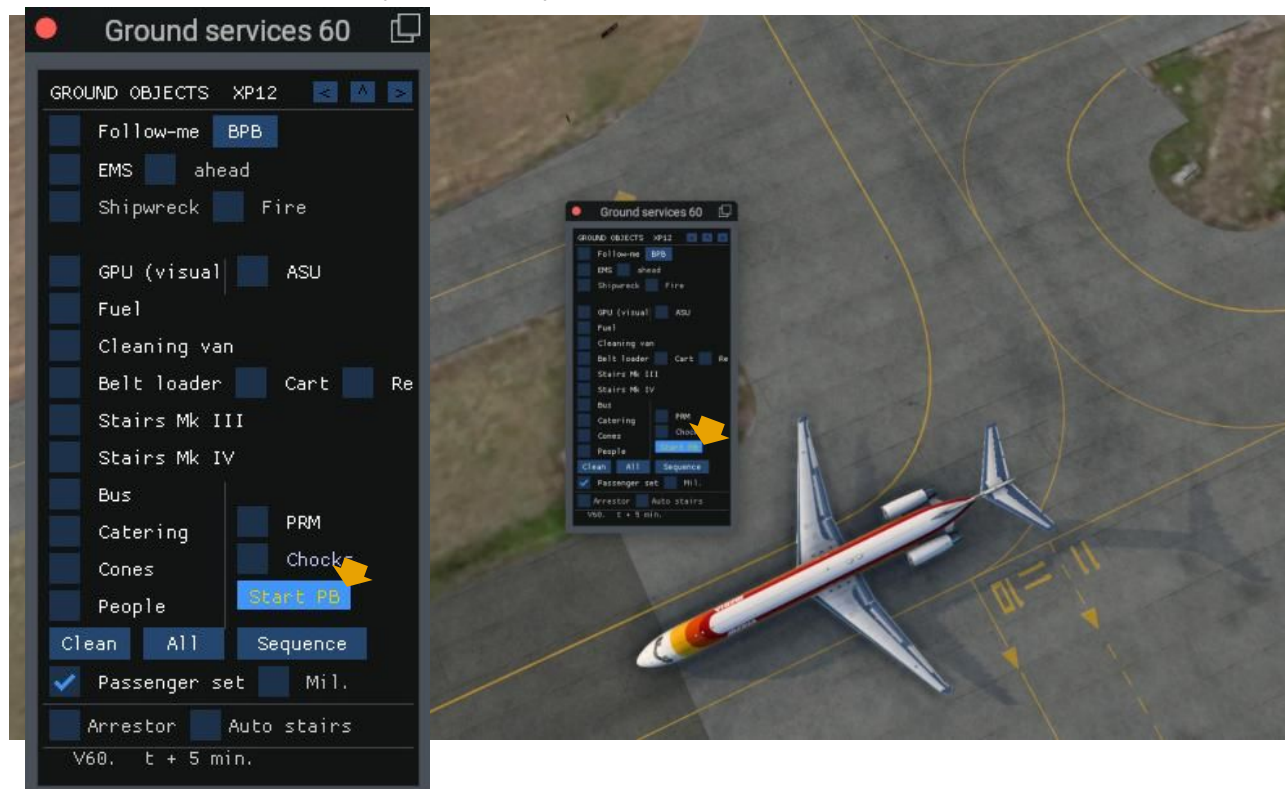 Ground services 60
GROUND OBJECTS XP12 < ^ >
Follow-me BPB
EMS ahead
Shipwreck Fire
GPU (visual ASU
Fuel
Cleaning van
Belt loader Cart Re
Stairs Mk III
Stairs Mk IV
Bus
Catering PRM
Cones Chocks
People Start PB
Clean All Sequence
Passenger set Mil.
Arrestor Auto stairs
V60. t + 5 min.
Ground services 60
GROUND OBJECTS XP12 < ^ >
Follow-me BPB
EMS ahead
Shipwreck Fire
GPU (visual ASU
Fuel
Cleaning van
Belt loader Cart Re
Stairs Mk III
Stairs Mk IV
Bus
Catering PRM
Cones Chock
People Start PB
Clean All Sequence
Passenger set Mil.
Arrestor Auto stairs
V60. t + 5 min.